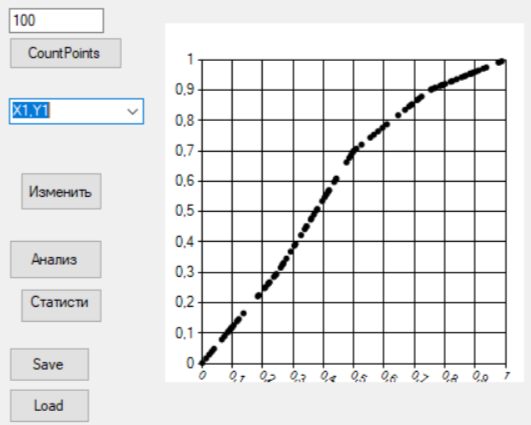 100
CountPoints
X1,Y1
Изменить
Анализ
Статисти
Save
Load
1
0,9
0,8
0,7
0,6
0,5
0,4
0,3
0,2
0,1
0
0 0,1 0,2 0,3 0,4 0,5 0,6 0,7 0,8 0,9 1